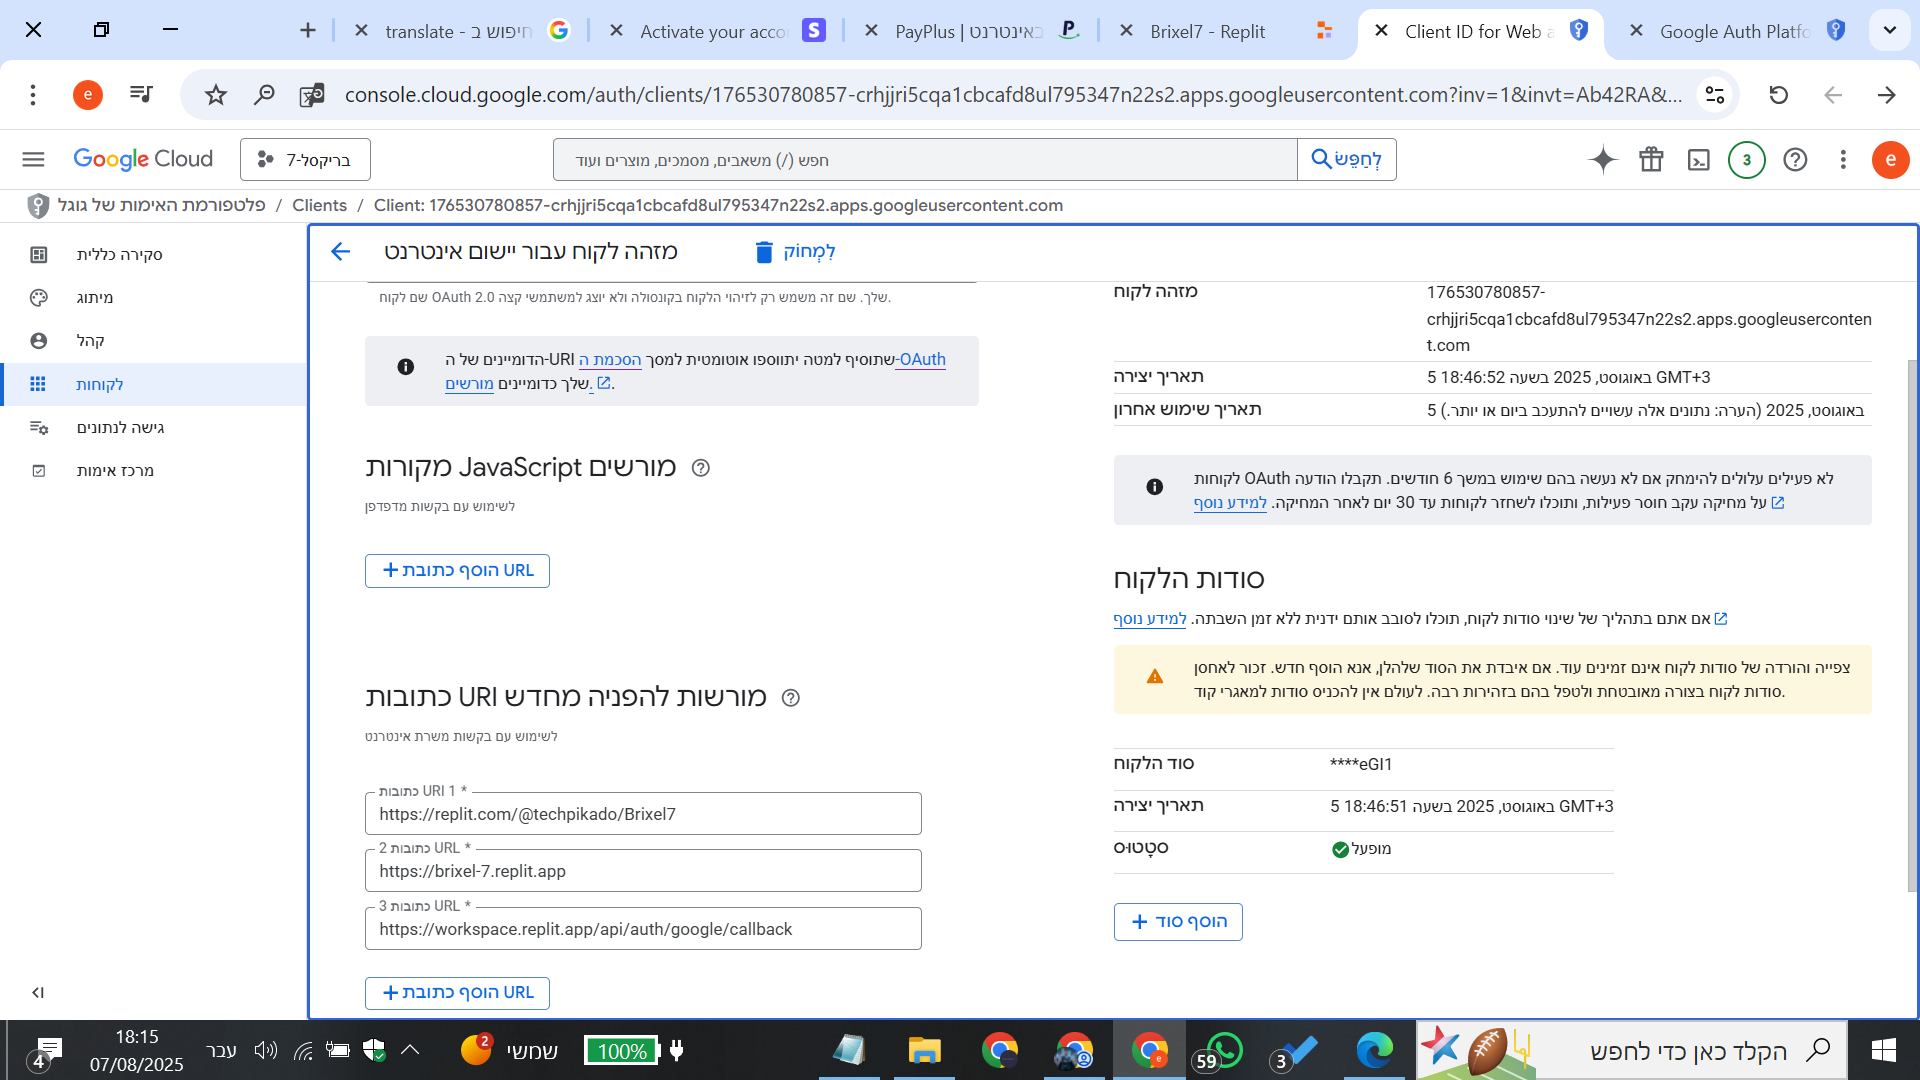 translate - חיפוש ב
Activate your acco
PayPlus | באינטרנט
Brixel7 - Replit
Client ID for Web a
Google Auth Platfo
e
console.cloud.google.com/auth/clients/176530780857-crhjjri5cqa1cbcafd8ul795347n22s2.apps.googleusercontent.com?inv=1&invt=Ab42RA&...
Google Cloud
בריקסל-7
חפש (/) משאבים, מסמכים, מוצרים ועוד
לְחַפֵּשׂ
3
e
פלטפורמת האימות של גוגל / Clients / Client: 176530780857-crhjjri5cqa1cbcafd8ul795347n22s2.apps.googleusercontent.com
סקירה כללית
מיתוג
קהל
לקוחות
גישה לנתונים
מרכז אימות
מזהה לקוח עבור יישום אינטרנט
לִמְחוֹק
שם לקוח OAuth 2.0 שלך. שם זה משמש רק לזיהוי הלקוח בקונסולה ולא יוצג למשתמשי קצה.
הדומיינים של ה-URI שתוסיף למטה יתווספו אוטומטית למסך הסכמת ה-OAuth
שלך כדומיינים מורשים.
מקורות JavaScript מורשים
לשימוש עם בקשות מדפדפן
+ הוסף כתובת URL
כתובות URI מורשות להפניה מחדש
לשימוש עם בקשות משרת אינטרנט
כתובות URI 1 *
https://replit.com/@techpikado/Brixel7
כתובות URL 2 *
https://brixel-7.replit.app
כתובות URL 3 *
https://workspace.replit.app/api/auth/google/callback
+ הוסף כתובת URL
מזהה לקוח
176530780857-
crhjjri5cqa1cbcafd8ul795347n22s2.apps.googleuserconten
t.com
תאריך יצירה
5 באוגוסט, 2025 בשעה 18:46:52 GMT+3
תאריך שימוש אחרון
5 באוגוסט, 2025 (הערה: נתונים אלה עשויים להתעכב ביום או יותר.)
לקוחות OAuth לא פעילים עלולים להימחק אם לא נעשה בהם שימוש במשך 6 חודשים. תקבלו הודעה
על מחיקה עקב חוסר פעילות, ותוכלו לשחזר לקוחות עד 30 יום לאחר המחיקה. למידע נוסף
סודות הלקוח
אם אתם בתהליך של שינוי סודות לקוח, תוכלו לסובב אותם ידנית ללא זמן השבתה. למידע נוסף
צפייה והורדה של סודות לקוח אינם זמינים עוד. אם איבדת את הסוד שלהלן, אנא הוסף חדש. זכור לאחסן
סודות לקוח בצורה מאובטחת ולטפל בהם בזהירות רבה. לעולם אין להכניס סודות למאגרי קוד.
סוד הלקוח
****eGI1
תאריך יצירה
5 באוגוסט, 2025 בשעה 18:46:51 GMT+3
סטָטוּס
מופעל
+ הוסף סוד
4
18:15
07/08/2025
עבר
2
שמשי
100%
e
59
3
הקלד כאן כדי לחפש